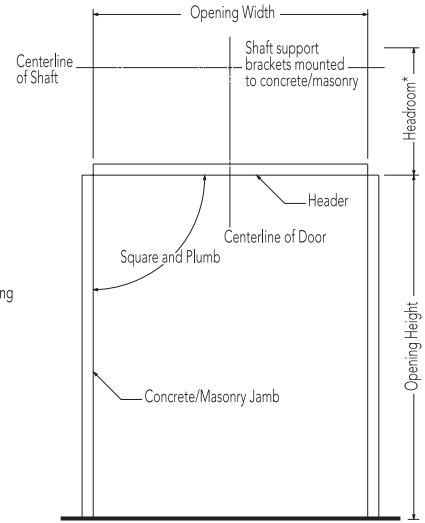 Opening Width
Centerline
of Shaft
Shaft support
brackets mounted
to concrete/masonry
Headroom*
Header
Centerline of Door
Square and Plumb
ng
Opening Height
Concrete/Masonry Jamb